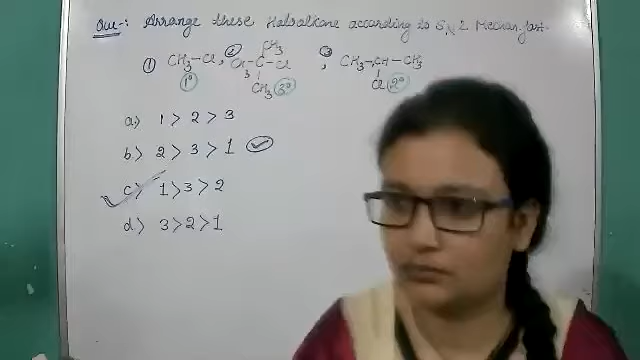 Que-: Arrange these Haloalkane according to SN2 Mechan. fast.
① CH3-Cl, ② CH3-C-Cl, ③ CH3-CH-CH3
CH3
CH3
Cl
1° 3° 2°
a) 1 > 2 > 3
b) 2 > 3 > 1
c) 1 > 3 > 2
d) 3 > 2 > 1